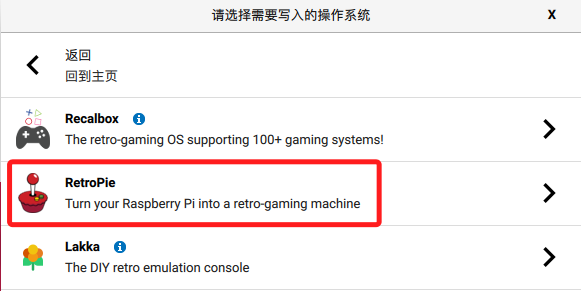 请选择需要写入的操作系统 X
返回
回到主页
Recalbox
The retro-gaming OS supporting 100+ gaming systems!
RetroPie
Turn your Raspberry Pi into a retro-gaming machine
Lakka
The DIY retro emulation console